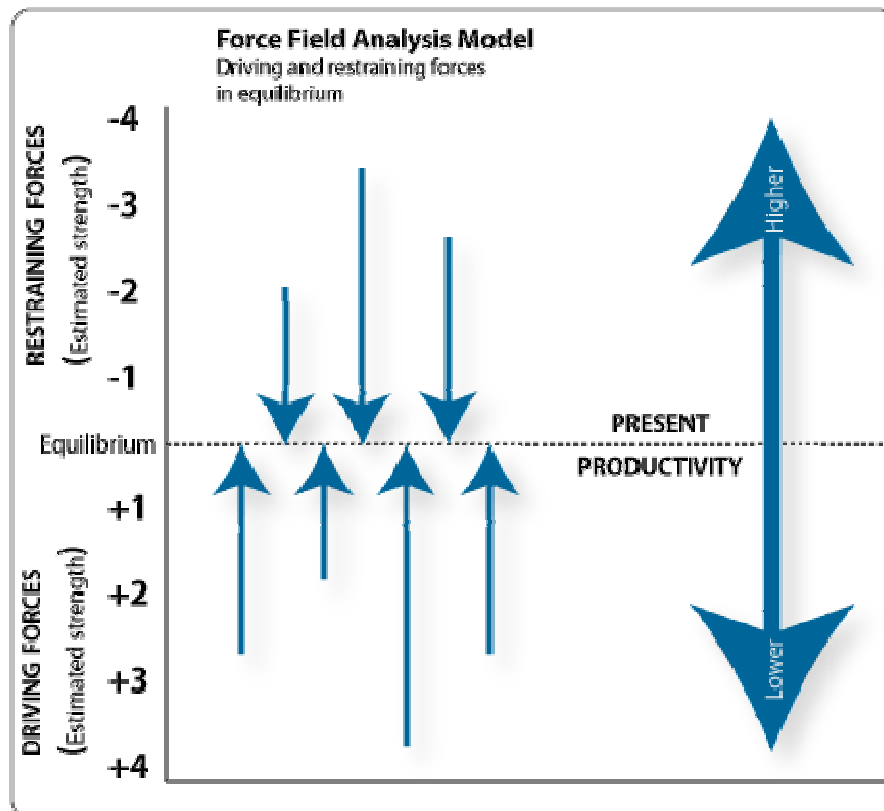 Force Field Analysis Model
Driving and restraining forces
in equilibrium
RESTRAINING FORCES
(Estimated strength)
-4
-3
-2
-1
Equilibrium
+1
+2
+3
+4
DRIVING FORCES
(Estimated strength)
PRESENT
PRODUCTIVITY
Higher
Lower